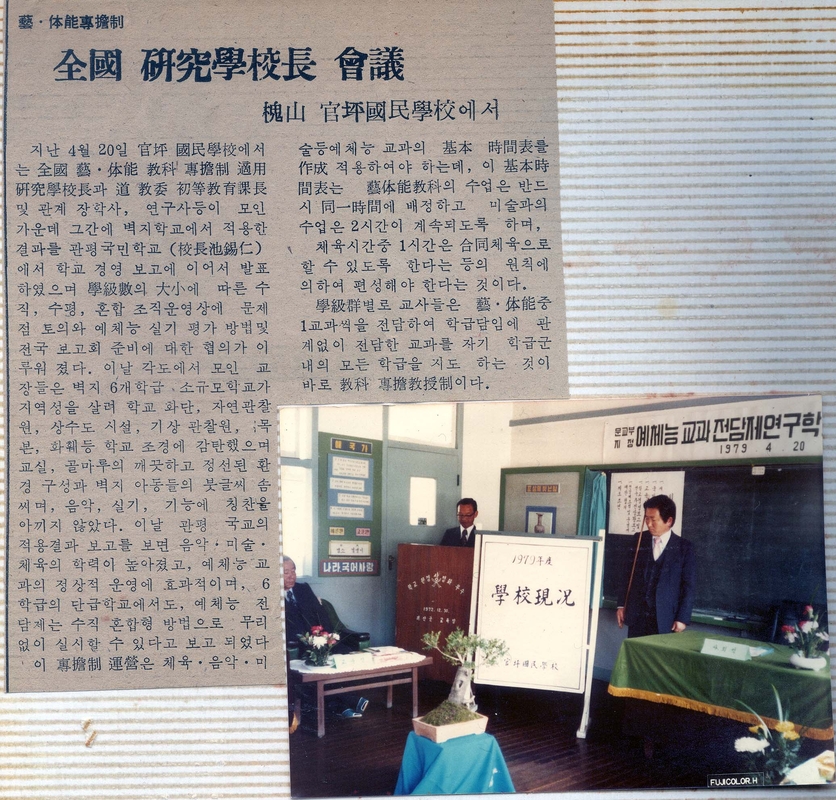 藝·体能專擔制
全國 硏究學校長 會議
槐山 官坪國民學校에서
지난 4월 20일 官坪 國民學校에서
는 全國 藝·体能 敎科 專擔制 適用
硏究學校長과 道 敎委 初等敎育課長
및 관계 장학사, 연구사등이 모인
가운데 그간에 벽지학교에서 적용한
결과를 관평국민학교 (校長池錫仁)
에서 학교 경영 보고에 이어서 발표
하였으며 學級數의 大小에 따른 수
직, 수평, 혼합 조직운영상에 문제
점 토의와 예체능 실기 평가 방법및
전국 보고회 준비에 대한 협의가 이
루워 졌다. 이날 각도에서 모인 교
장들은 벽지 6개학급 소규모학교가
지역성을 살려 학교 화단, 자연관찰
원, 상수도 시설, 기상 관찰원, 목
본, 화훼등 학교 조경에 감탄했으며
교실, 골마루의 깨끗하고 정선된 환
경 구성과 벽지 아동들의 붓글씨 솜
씨며, 음악, 실기, 기능에 칭찬을
아끼지 않았다. 이날 관평 국교의
적용결과 보고를 보면 음악·미술·
체육의 학력이 높아졌고, 예체능 교
과의 정상적 운영에 효과적이며, 6
학급의 단급학교에서도, 예체능 전
담제는 수직 혼합형 방법으로 무리
없이 실시할 수 있다고 보고 되었다
이 專擔制 運營은 체육·음악·미
술등예체능 교과의 基本 時間表를
作成 적용하여야 하는데, 이 基本時
間表는 藝体能敎科의 수업은 반드
시 同一時間에 배정하고 미술과의
수업은 2시간이 계속되도록 하며,
체육시간중 1시간은 合同체육으로
할 수 있도록 한다는 등의 원칙에
의하여 편성해야 한다는 것이다.
學級群별로 교사들은 藝·体能중
1교과씩을 전담하여 학급담임에 관
계없이 전담한 교과를 자기 학급군
내의 모든 학급을 지도 하는 것이
바로 敎科 專擔敎授制이다.
문교부
지정 예체능교과전담제연구학
1979 4. 20
애국가
나라국어사랑
1979年度
學校現況
官坪國民學校
FUJICOLOR.H